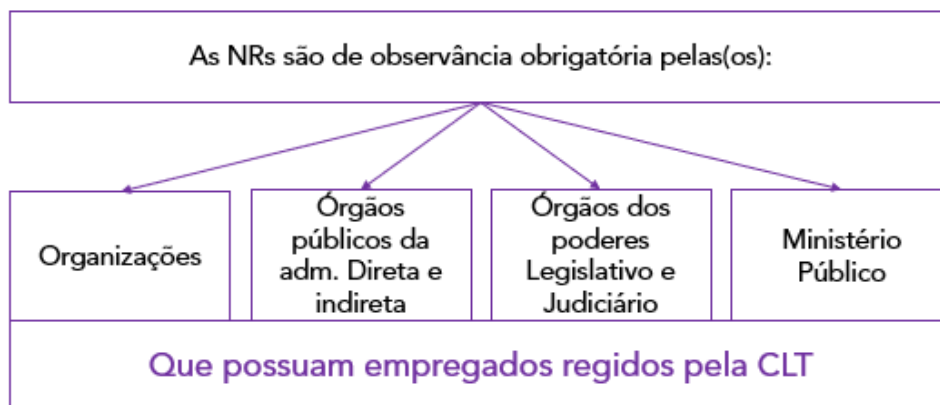 As NRs são de observância obrigatória pelas(os):
Organizações
Órgãos
públicos da
adm. Direta e
indireta
Órgãos dos
poderes
Legislativo e
Judiciário
Ministério
Público
Que possuam empregados regidos pela CLT